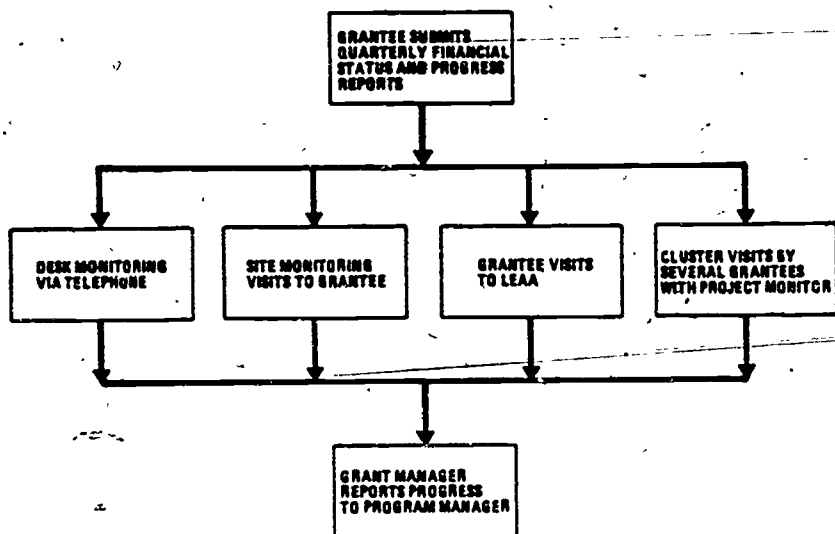 GRANTEE SUBMITS
QUARTERLY FINANCIAL
STATUS AND PROGRESS
REPORTS
DESK MONITORING
VIA TELEPHONE
SITE MONITORING
VISITS TO GRANTEE
GRANTEE VISITS
TO LEAA
CLUSTER VISITS BY
SEVERAL GRANTEES
WITH PROJECT MONITOR
GRANT MANAGER
REPORTS PROGRESS
TO PROGRAM MANAGER